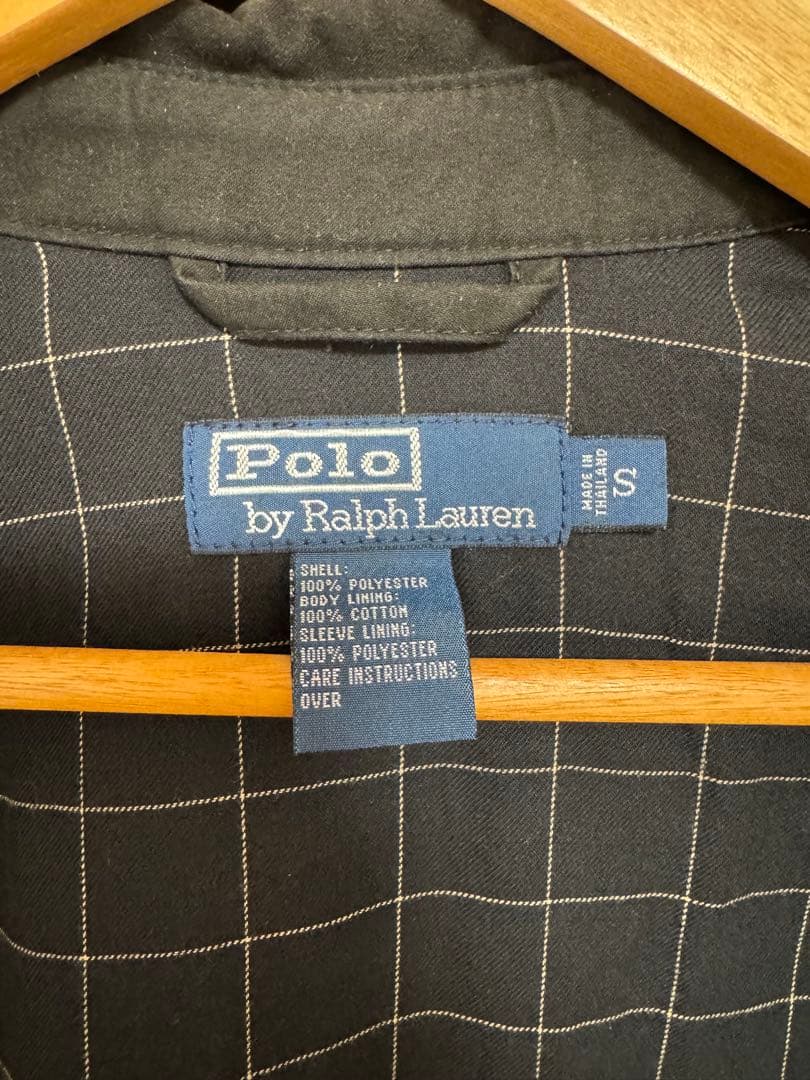 Polo
by Ralph Lauren
MADE IN
THAILAND
S
SHELL:
100% POLYESTER
BODY LINING:
100% COTTON
SLEEVE LINING:
100% POLYESTER
CARE INSTRUCTIONS
OVER